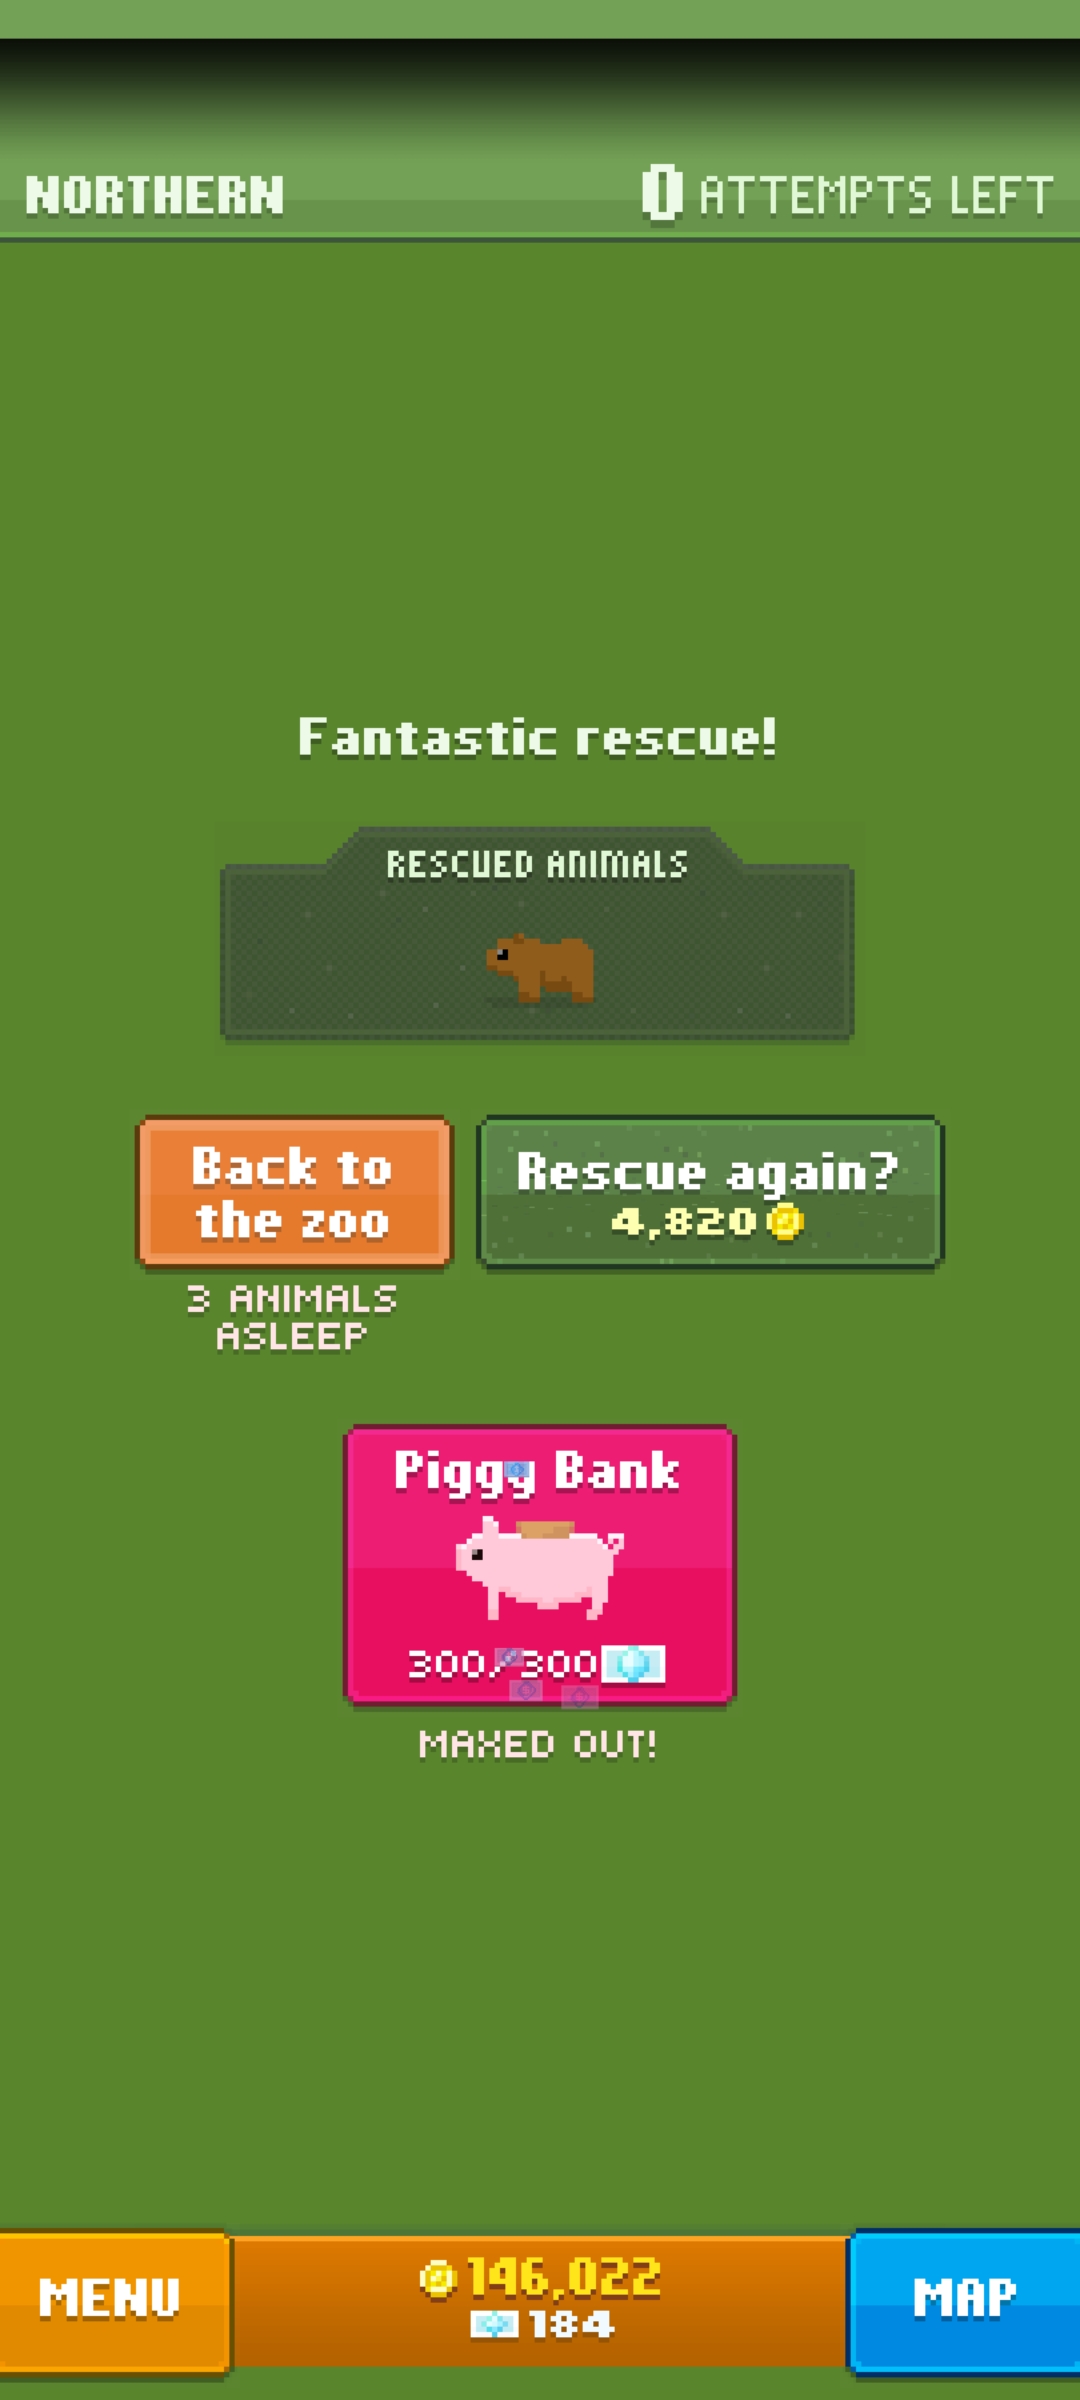 NORTHERN
0 ATTEMPTS LEFT
Fantastic rescue!
RESCUED ANIMALS
Back to
the zoo
Rescue again?
4,820
3 ANIMALS
ASLEEP
Piggy Bank
300/300
MAXED OUT!
MENU
146,022
184
MAP